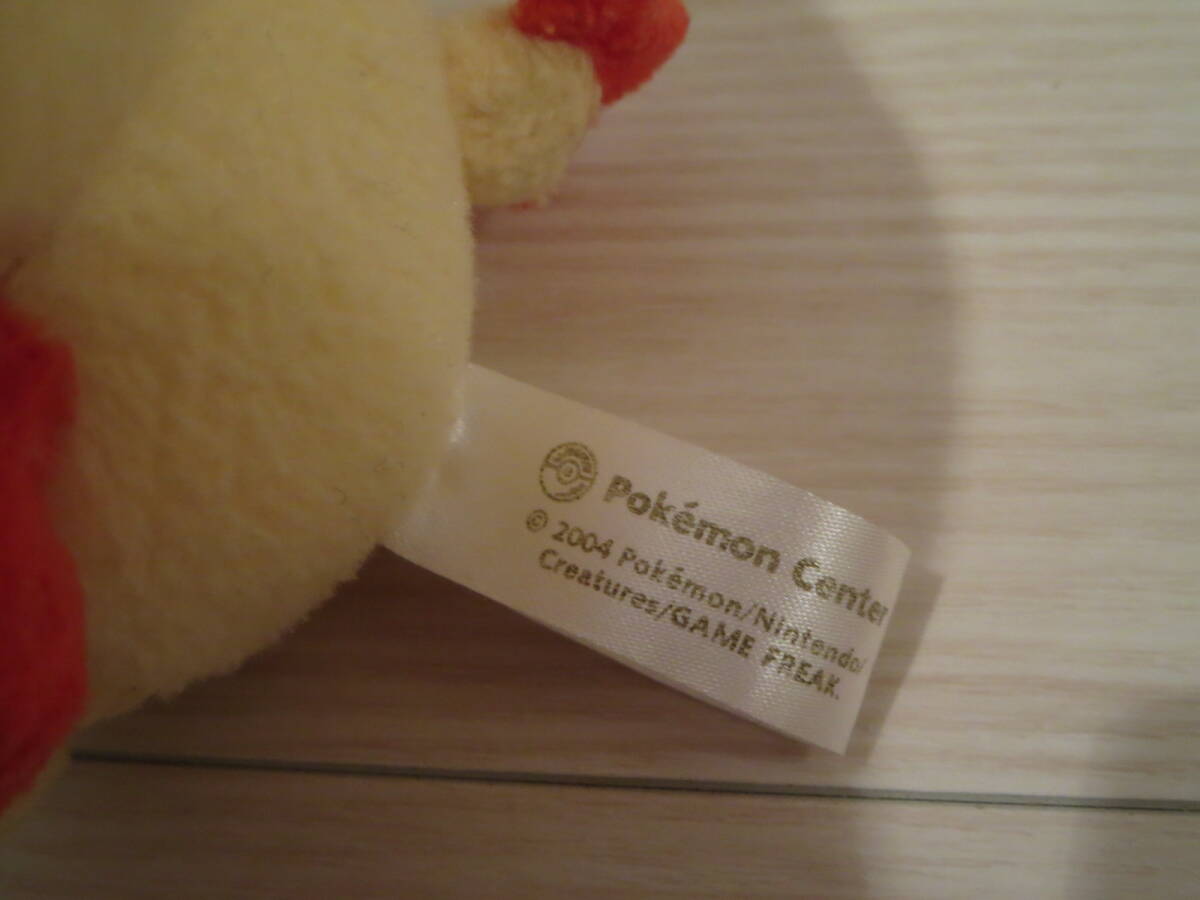 Pokémon Center
© 2004 Pokémon/Nintendo/
Creatures/GAME FREAK.